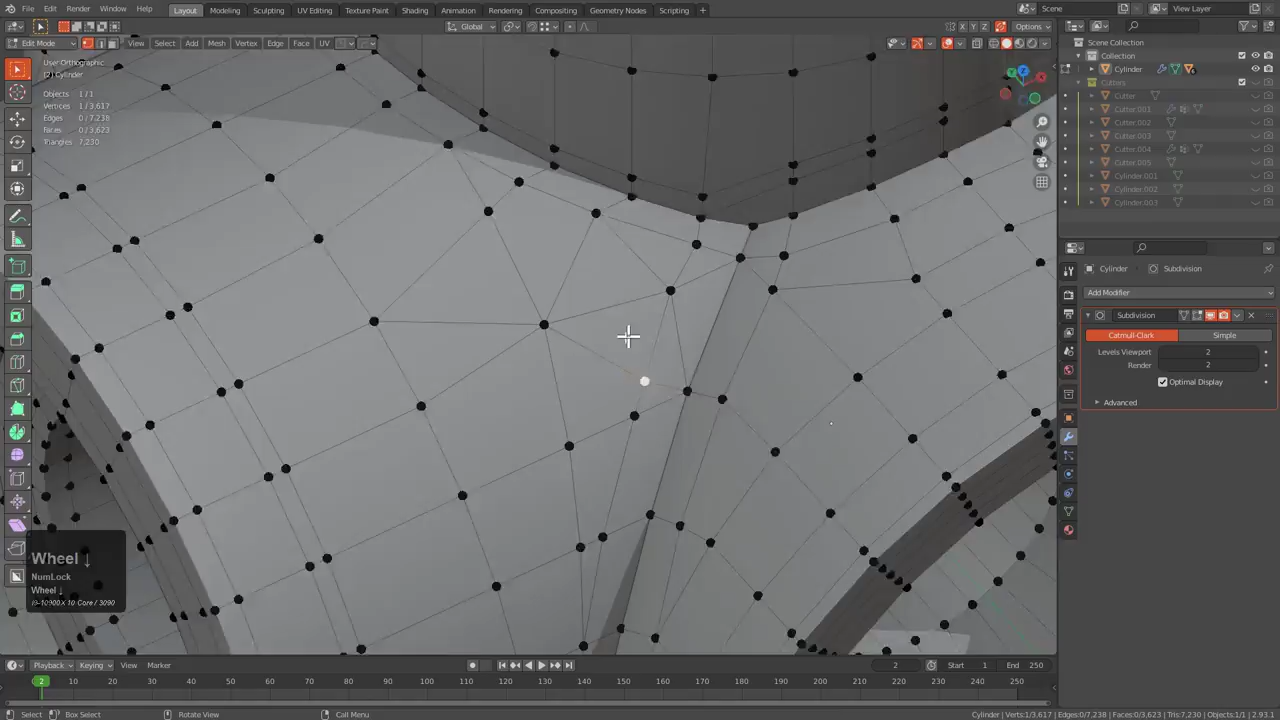 File Edit Render Window Help
Layout Modeling Sculpting UV Editing Texture Paint Shading Animation Rendering Compositing Geometry Nodes Scripting +
Scene
View Layer
Global
X Y Z
Options
Edit Mode
View Select Add Mesh Vertex Edge Face UV
User Orthographic
(2) Cylinder
Objects 1/1
Vertices 1/3,617
Edges 0/7,238
Faces 0/3,623
Triangles 7,230
Scene Collection
Collection
Cylinder
Cutters
Cutter
Cutter.001
Cutter.002
Cutter.003
Cutter.004
Cutter.005
Cylinder.001
Cylinder.002
Cylinder.003
Cylinder
Subdivision
Add Modifier
Subdivision
Catmull-Clark
Simple
Levels Viewport 2
Render 2
Optimal Display
Advanced
Wheel ↓
NumLock
Wheel ↓
i9-10900X 10 Core / 3090
Playback Keying View Marker
2
Start 1
End 250
2 10 20 30 40 50 60 70 80 90 100 110 120 130 140 150 160 170 180 190 200 210 220 230 240 250
Select
Box Select
Rotate View
Call Menu
Cylinder | Verts:1/3,617 | Edges:0/7,238 | Faces:0/3,623 | Tris:7,230 | Objects:1/1 | 2.93.1